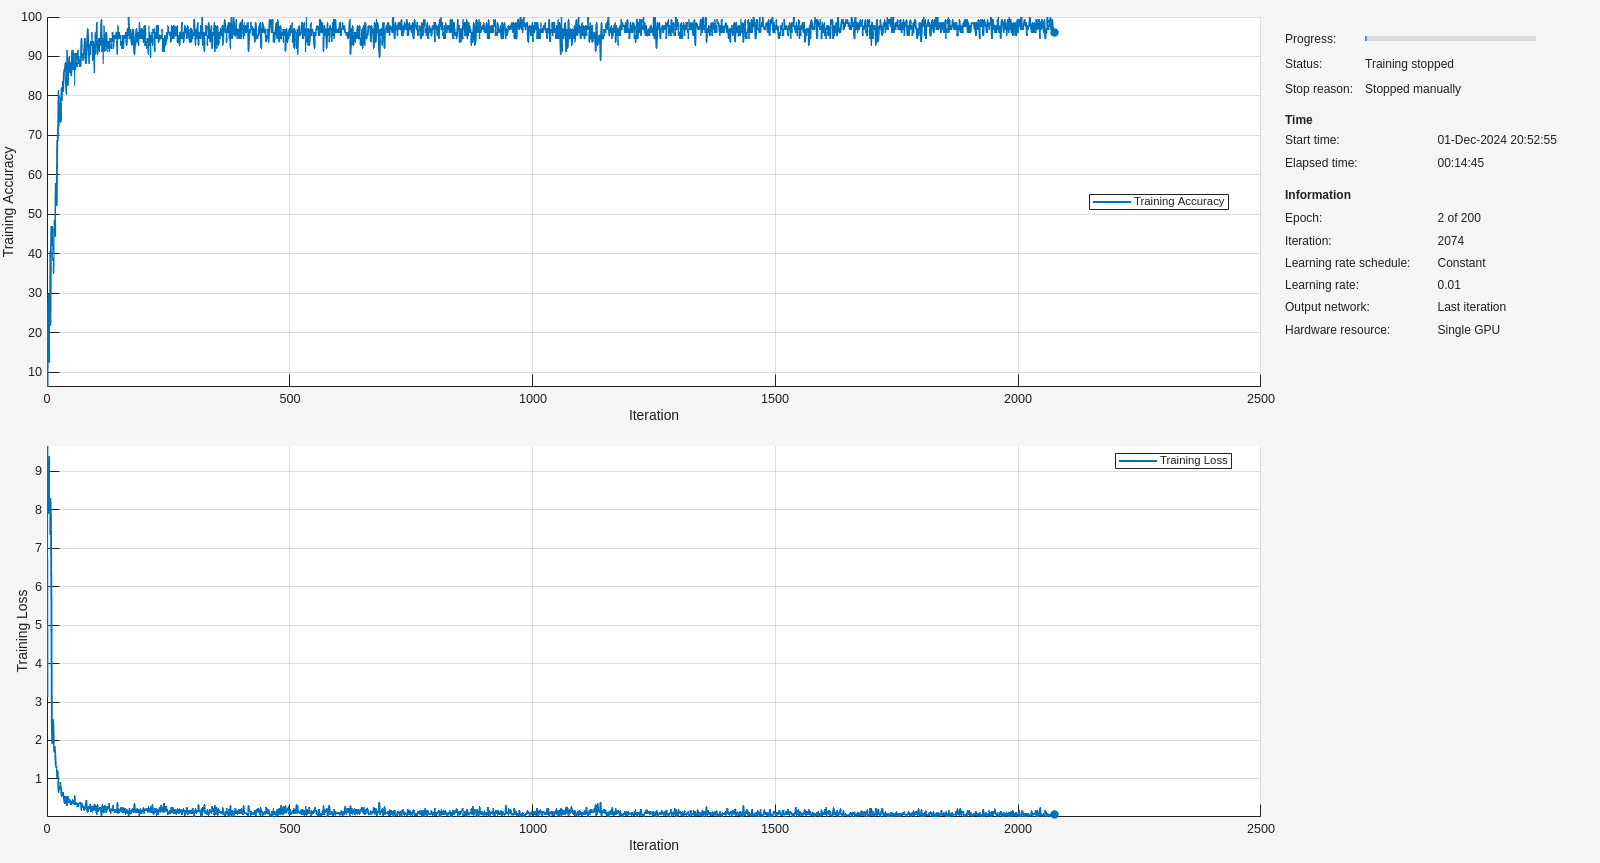 100
90
80
70
60
50
40
30
20
10
Training Accuracy
Training Accuracy
0 500 1000 1500 2000 2500
Iteration
9
8
7
6
5
4
3
2
1
Training Loss
Training Loss
0 500 1000 1500 2000 2500
Iteration
Progress:
Status: Training stopped
Stop reason: Stopped manually
Time
Start time: 01-Dec-2024 20:52:55
Elapsed time: 00:14:45
Information
Epoch: 2 of 200
Iteration: 2074
Learning rate schedule: Constant
Learning rate: 0.01
Output network: Last iteration
Hardware resource: Single GPU